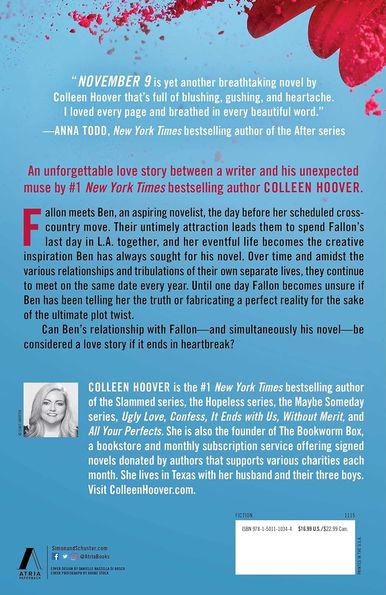 “NOVEMBER 9 is yet another breathtaking novel by
Colleen Hoover that’s full of blushing, gushing, and heartache.
I loved every page and breathed in every beautiful word.”
—ANNA TODD, New York Times bestselling author of the After series
An unforgettable love story between a writer and his unexpected
muse by #1 New York Times bestselling author COLLEEN HOOVER.
Fallon meets Ben, an aspiring novelist, the day before her scheduled cross-
country move. Their untimely attraction leads them to spend Fallon’s
last day in L.A. together, and her eventful life becomes the creative
inspiration Ben has always sought for his novel. Over time and amidst the
various relationships and tribulations of their own separate lives, they continue
to meet on the same date every year. Until one day Fallon becomes unsure if
Ben has been telling her the truth or fabricating a perfect reality for the sake
of the ultimate plot twist.
Can Ben’s relationship with Fallon—and simultaneously his novel—be
considered a love story if it ends in heartbreak?
COLLEEN HOOVER is the #1 New York Times bestselling author
of the Slammed series, the Hopeless series, the Maybe Someday
series, Ugly Love, Confess, It Ends with Us, Without Merit, and
All Your Perfects. She is also the founder of The Bookworm Box,
a bookstore and monthly subscription service offering signed
novels donated by authors that supports various charities each
month. She lives in Texas with her husband and their three boys.
Visit ColleenHoover.com.
FICTION 1115
ISBN 978-1-5011-1034-4 $16.99 U.S./$22.99 Can.
PRINTED IN THE U.S.A.
ATRIA
PAPERBACK
SimonandSchuster.com
@AtriaBooks
COVER DESIGN BY
COVER PHOTOGRAPH BY ADOBE STOCK